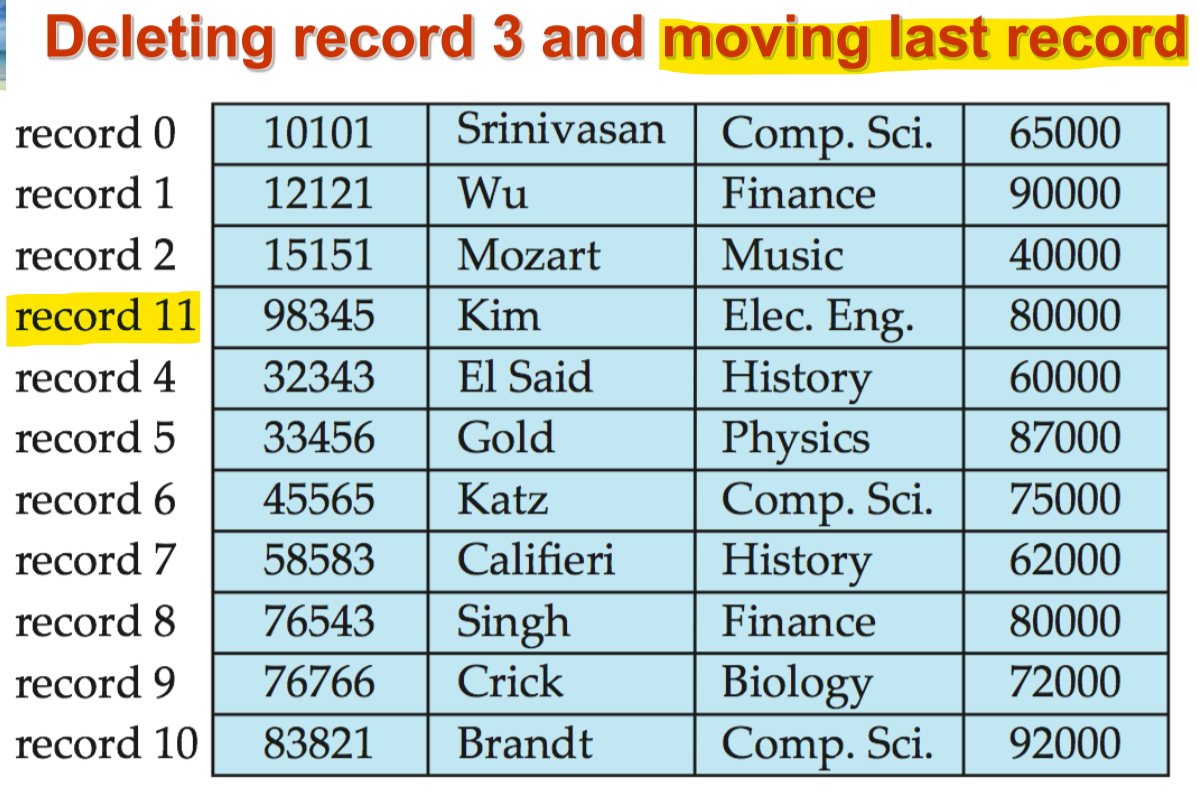 Deleting record 3 and moving last record
record 0 10101 Srinivasan Comp. Sci. 65000
record 1 12121 Wu Finance 90000
record 2 15151 Mozart Music 40000
record 11 98345 Kim Elec. Eng. 80000
record 4 32343 El Said History 60000
record 5 33456 Gold Physics 87000
record 6 45565 Katz Comp. Sci. 75000
record 7 58583 Califieri History 62000
record 8 76543 Singh Finance 80000
record 9 76766 Crick Biology 72000
record 10 83821 Brandt Comp. Sci. 92000